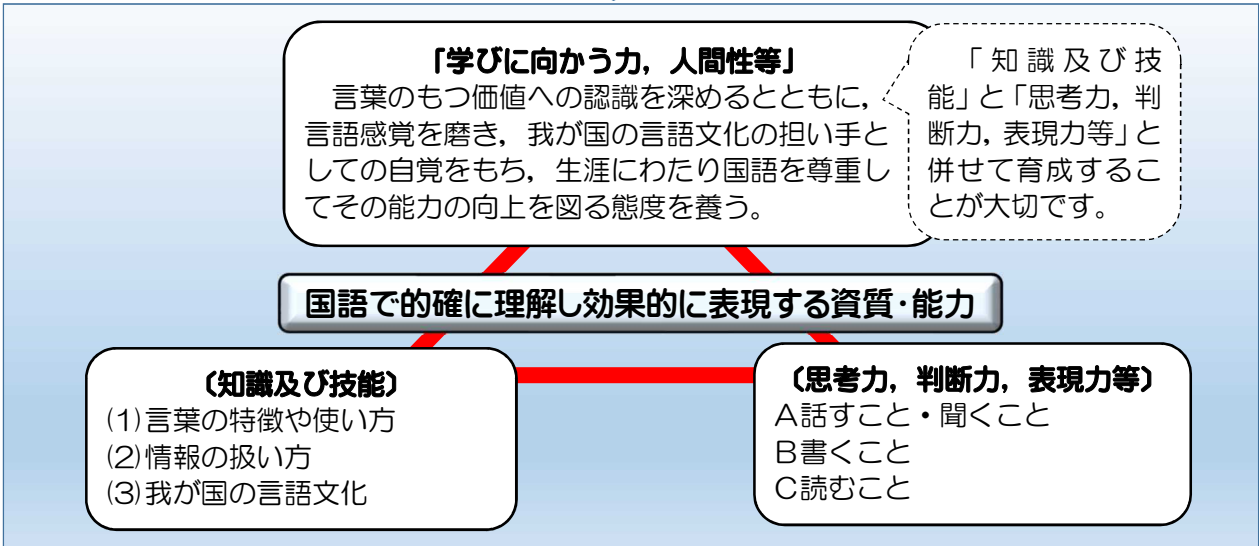 「学びに向かう力，人間性等」
言葉のもつ価値への認識を深めるとともに，
言語感覚を磨き，我が国の言語文化の担い手と
しての自覚をもち，生涯にわたり国語を尊重し
てその能力の向上を図る態度を養う。
「知識及び技
能」と「思考力，判
断力，表現力等」と
併せて育成するこ
とが大切です。
国語で的確に理解し効果的に表現する資質・能力
〔知識及び技能〕
(1)言葉の特徴や使い方
(2)情報の扱い方
(3)我が国の言語文化
〔思考力，判断力，表現力等〕
A話すこと・聞くこと
B書くこと
C読むこと